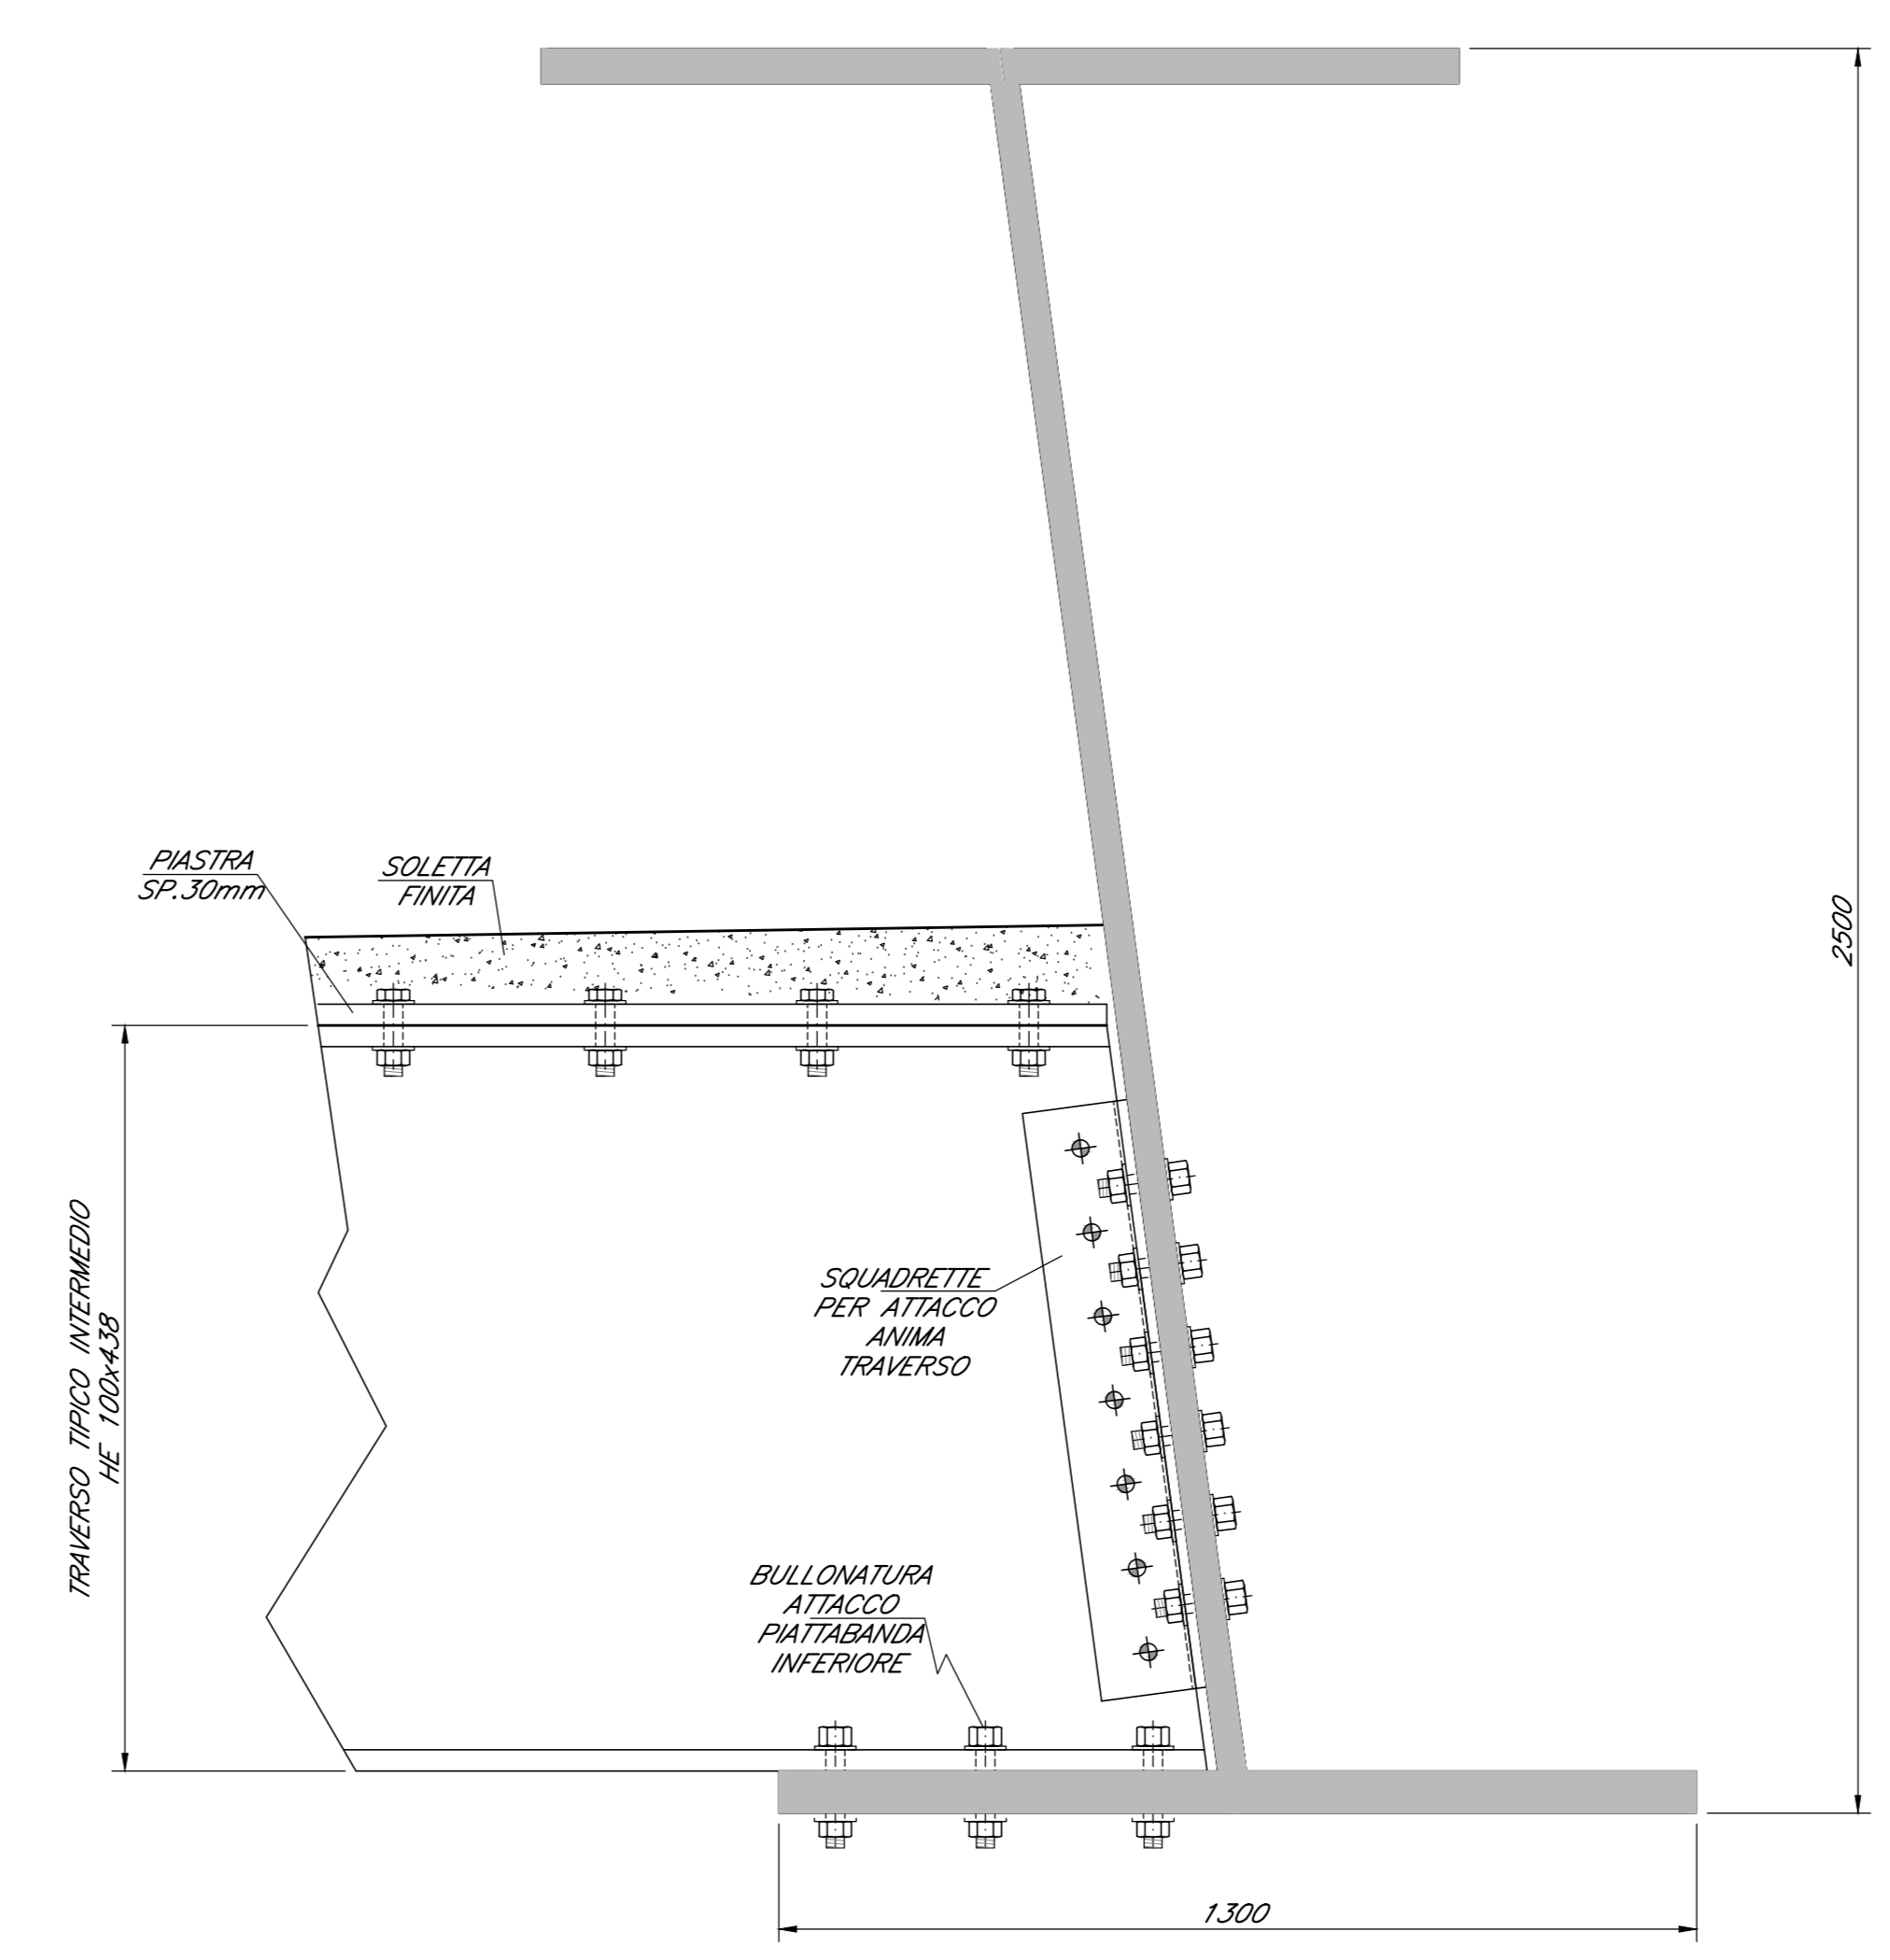 PIASTRA
SP.30mm
SOLETTA
FINITA
2500
TRAVERSO TIPICO INTERMEDIO
HE 100x438
SQUADRETTE
PER ATTACCO
ANIMA
TRAVERSO
BULLONATURA
ATTACCO
PIATTABANDA
INFERIORE
1300